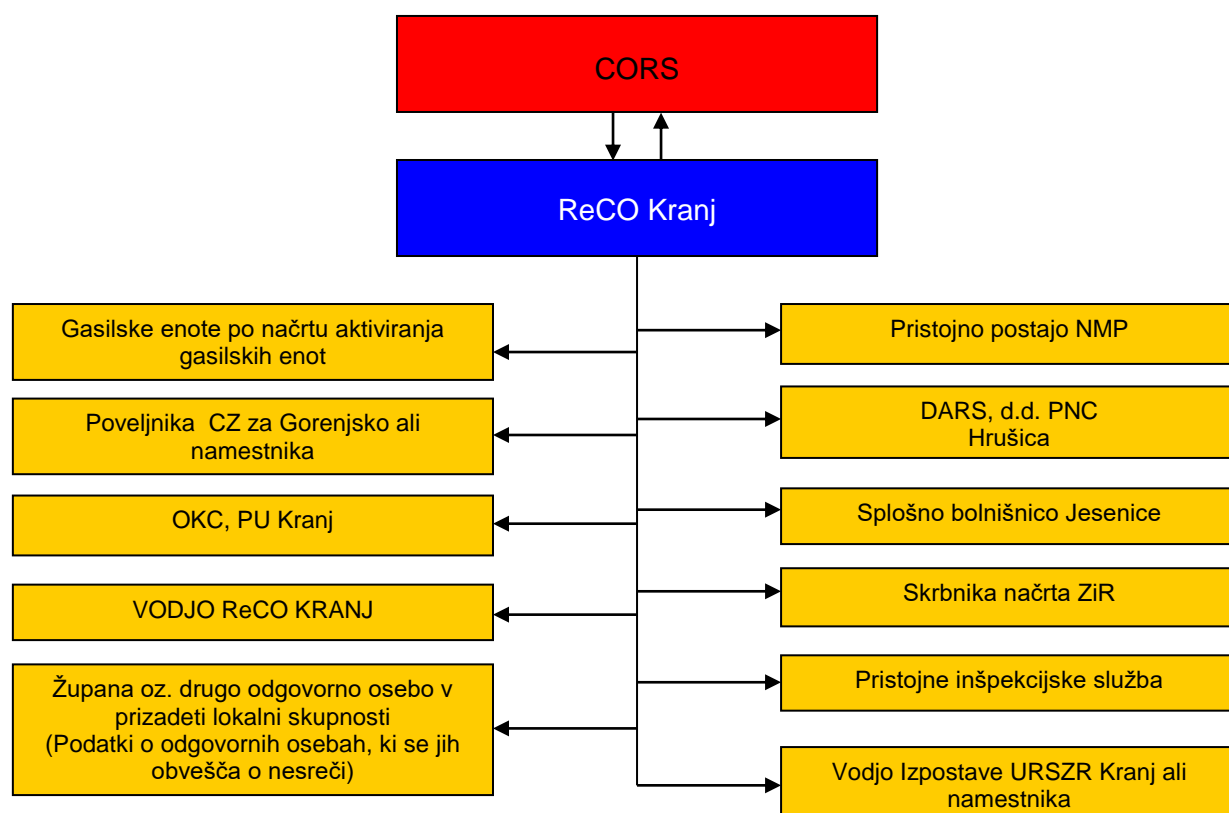 CORS
ReCO Kranj
Gasilske enote po načrtu aktiviranja
gasilskih enot
Poveljnika CZ za Gorenjsko ali
namestnika
OKC, PU Kranj
VODJO ReCO KRANJ
Župana oz. drugo odgovorno osebo v
prizadeti lokalni skupnosti
(Podatki o odgovornih osebah, ki se jih
obvešča o nesreči)
Pristojno postajo NMP
DARS, d.d. PNC
Hrušica
Splošno bolnišnico Jesenice
Skrbnika načrta ZiR
Pristojne inšpekcijske služba
Vodjo Izpostave URSZR Kranj ali
namestnika